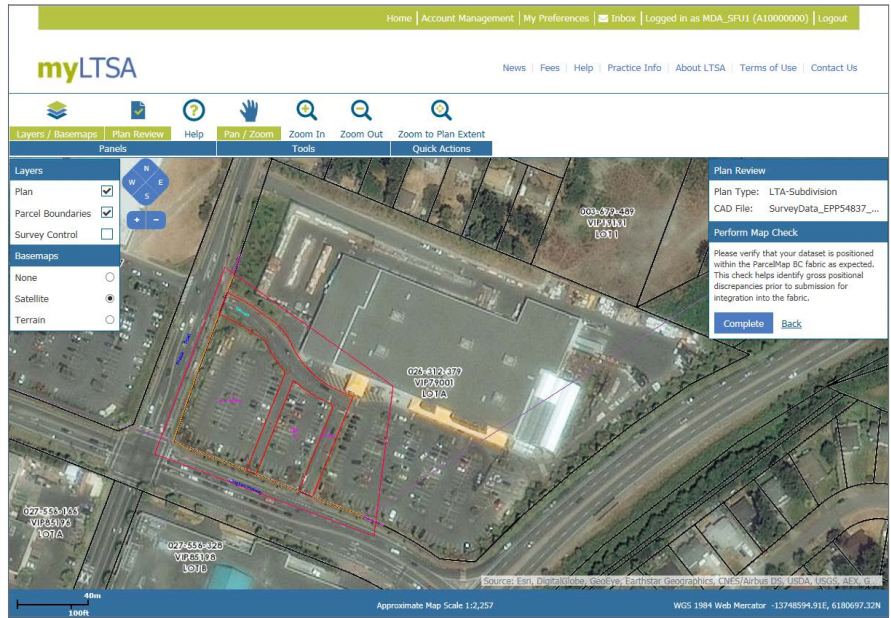 Home | Account Management | My Preferences | Inbox | Logged in as MDA_SFU1 (A10000000) | Logout
myLTSA
News | Fees | Help | Practice Info | About LTSA | Terms of Use | Contact Us
Layers / Basemaps Plan Review Help Pan / Zoom Zoom In Zoom Out Zoom to Plan Extent
Panels Tools Quick Actions
Layers
Plan
Parcel Boundaries
Survey Control
Basemaps
None
Satellite
Terrain
N
W E
S
+ -
Plan Review
Plan Type: LTA-Subdivision
CAD File: SurveyData_EPP54837_...
Perform Map Check
Please verify that your dataset is positioned
within the ParcelMap BC fabric as expected.
This check helps identify gross positional
discrepancies prior to submission for
integration into the fabric.
Complete Back
003-679-489
VIP19191
LOT 1
026-312-379
VIP79001
LOT A
027-556-166
VIP85196
LOT A
027-556-328
VIP85198
LOT B
Source: Esri, DigitalGlobe, GeoEye, Earthstar Geographics, CNES/Airbus DS, USDA, USGS, AEX, G...
40m
100ft
Approximate Map Scale 1:2,257
WGS 1984 Web Mercator -13748594.91E, 6180697.32N